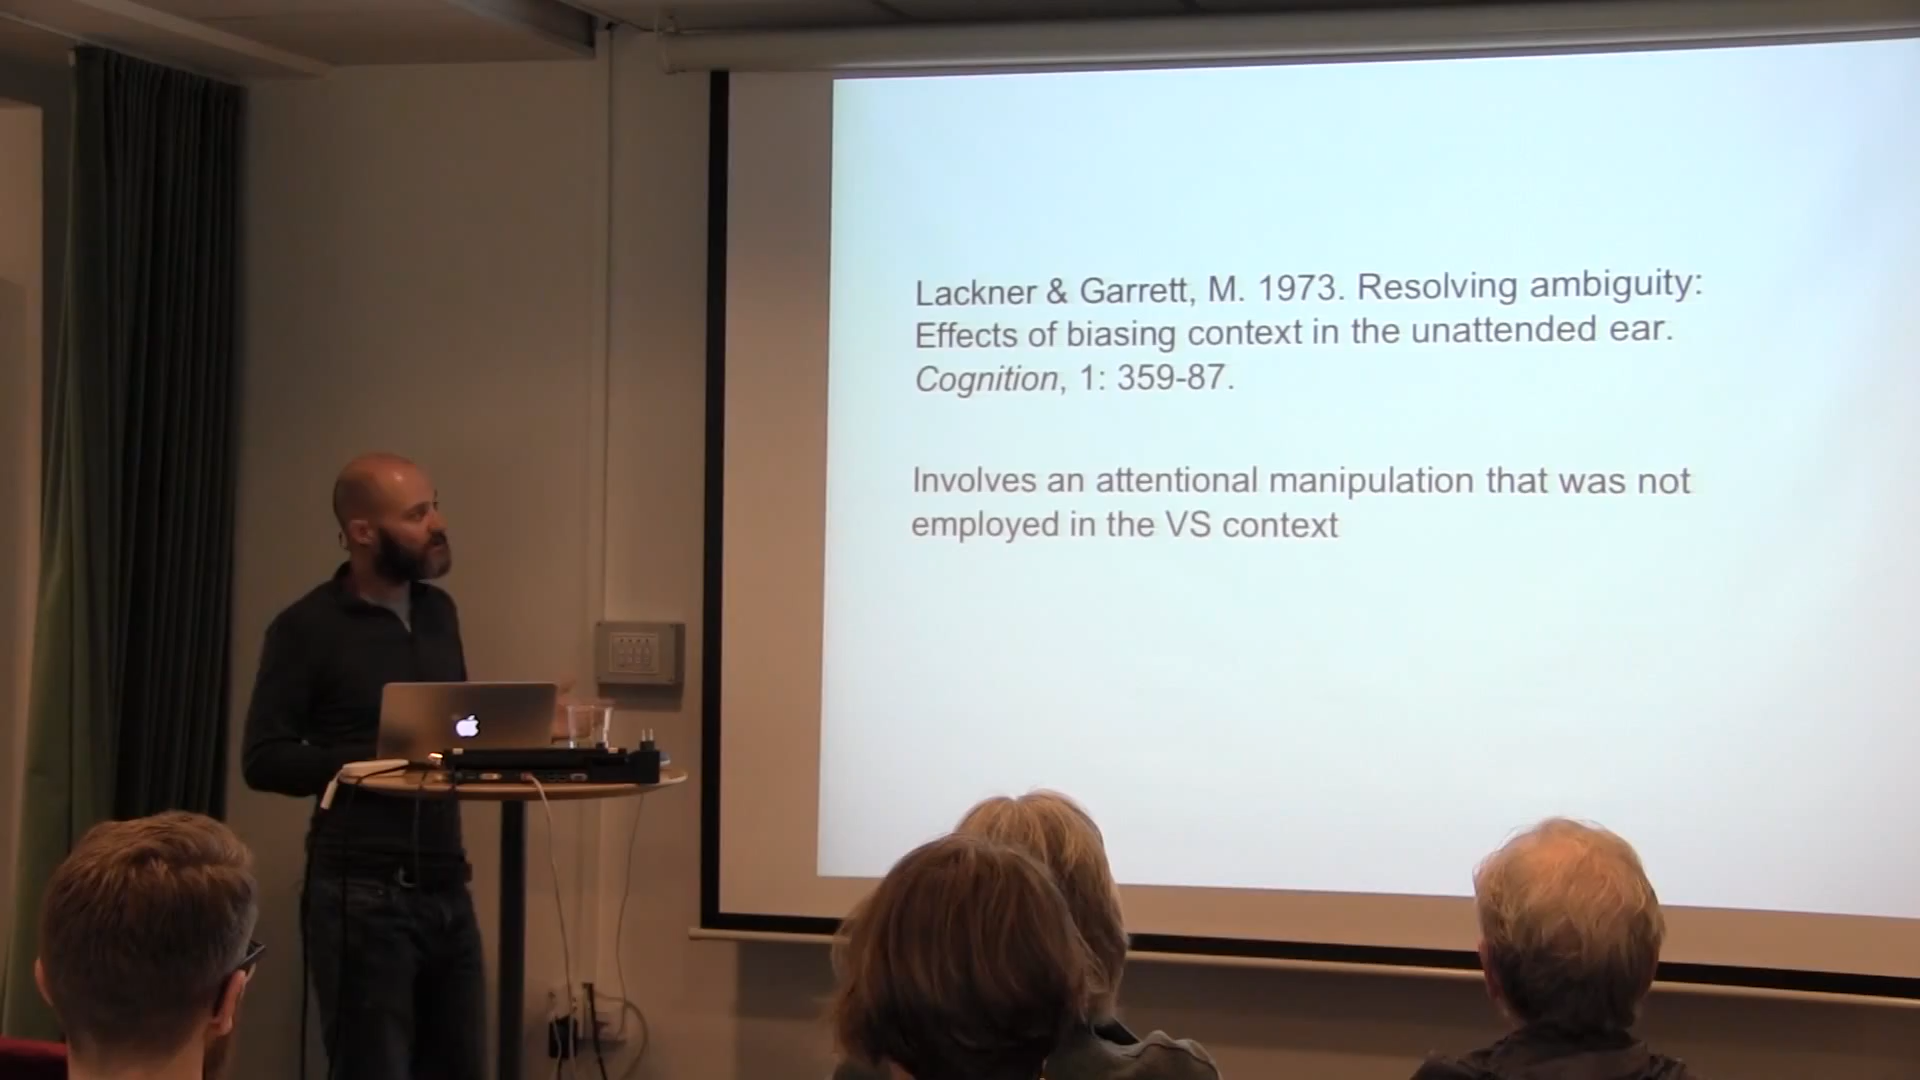 Lackner & Garrett, M. 1973. Resolving ambiguity:
Effects of biasing context in the unattended ear.
Cognition, 1: 359-87.
Involves an attentional manipulation that was not
employed in the VS context